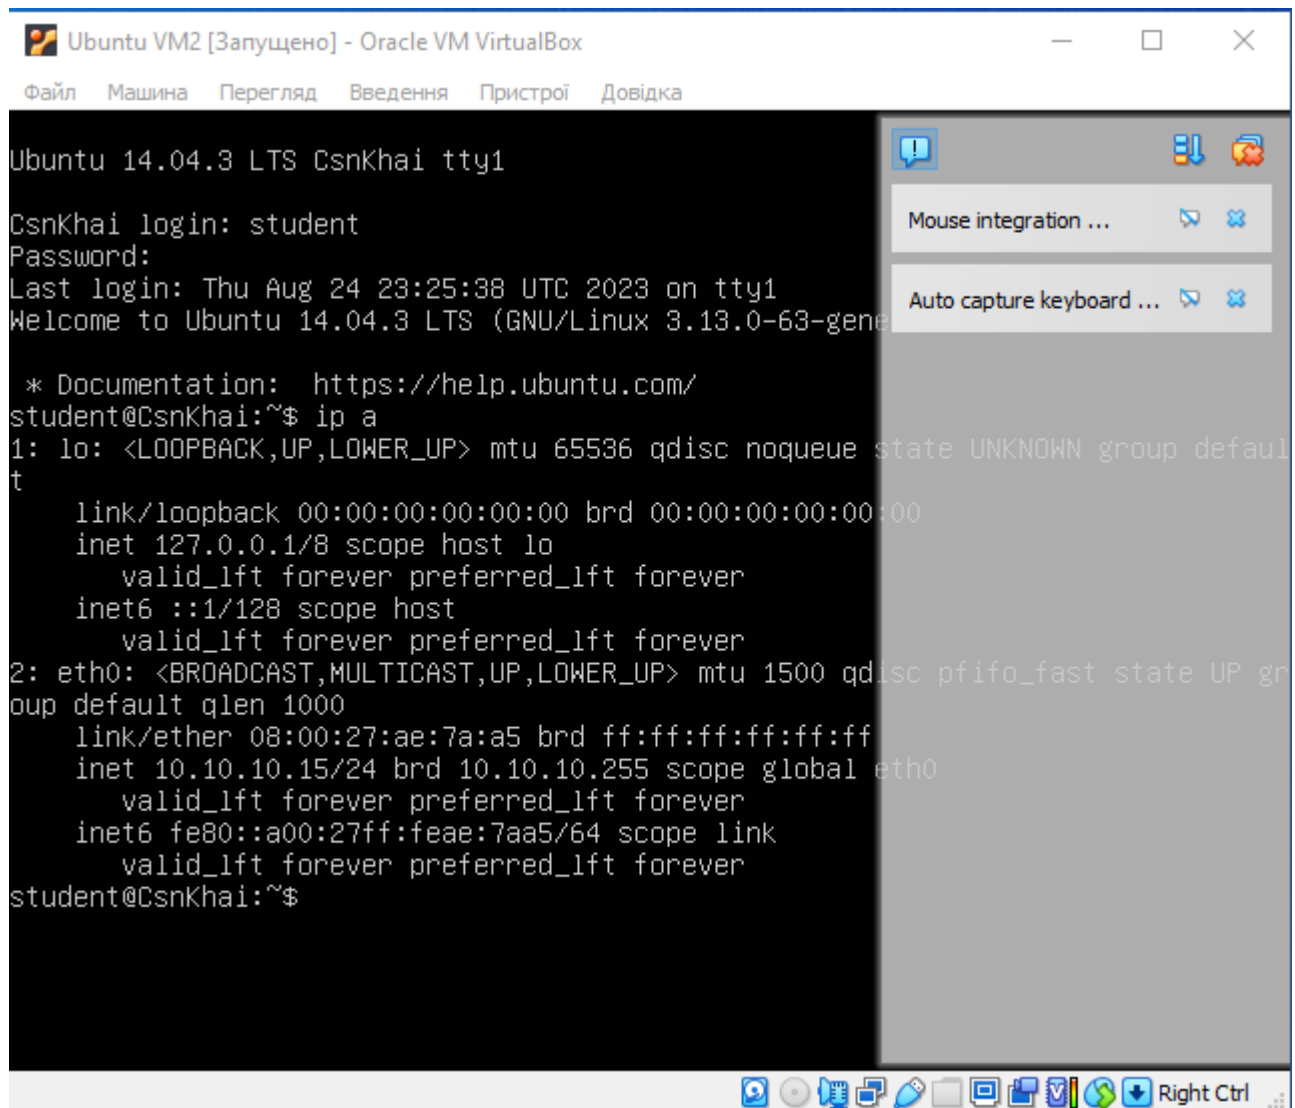 Ubuntu VM2 [Запущено] - Oracle VM VirtualBox
Файл Машина Перегляд Введення Пристрої Довідка
Ubuntu 14.04.3 LTS CsnKhai tty1
CsnKhai login: student
Password:
Last login: Thu Aug 24 23:25:38 UTC 2023 on tty1
Welcome to Ubuntu 14.04.3 LTS (GNU/Linux 3.13.0-63-gene
Mouse integration ...
Auto capture keyboard ...
* Documentation: https://help.ubuntu.com/
student@CsnKhai:~$ ip a
1: lo: <LOOPBACK,UP,LOWER_UP> mtu 65536 qdisc noqueue state UNKNOWN group defaul
t
link/loopback 00:00:00:00:00:00 brd 00:00:00:00:00:00
inet 127.0.0.1/8 scope host lo
valid_lft forever preferred_lft forever
inet6 ::1/128 scope host
valid_lft forever preferred_lft forever
2: eth0: <BROADCAST,MULTICAST,UP,LOWER_UP> mtu 1500 qdisc pfifo_fast state UP gr
oup default qlen 1000
link/ether 08:00:27:ae:7a:a5 brd ff:ff:ff:ff:ff:ff
inet 10.10.10.15/24 brd 10.10.10.255 scope global eth0
valid_lft forever preferred_lft forever
inet6 fe80::a00:27ff:feae:7aa5/64 scope link
valid_lft forever preferred_lft forever
student@CsnKhai:~$
Right Ctrl